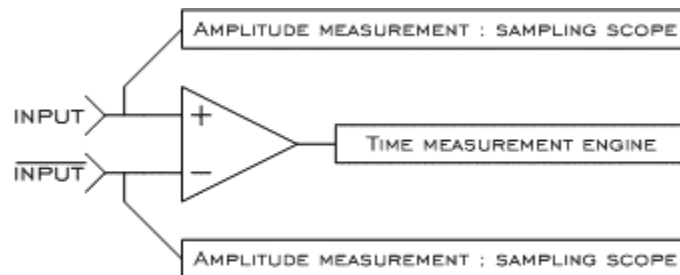 AMPLITUDE MEASUREMENT : SAMPLING SCOPE
INPUT
+
TIME MEASUREMENT ENGINE
INPUT
−
AMPLITUDE MEASUREMENT : SAMPLING SCOPE